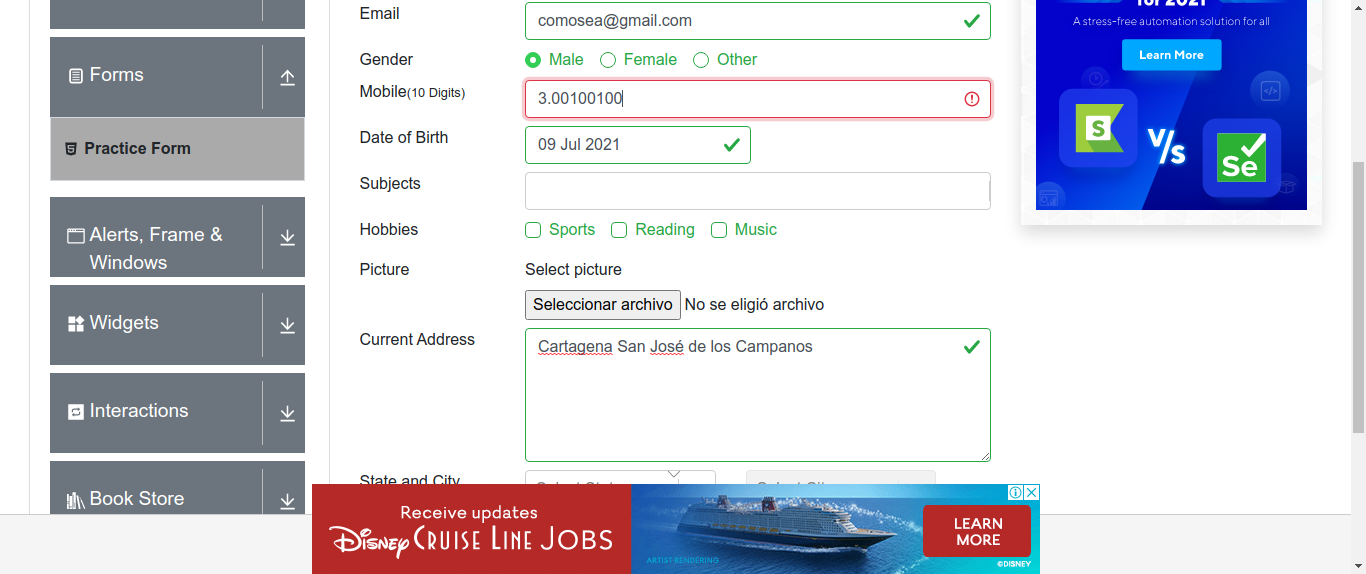 Email
comosea@gmail.com
Gender
Male Female Other
Mobile(10 Digits)
3.00100100
Date of Birth
09 Jul 2021
Subjects
Hobbies
Sports Reading Music
Picture
Select picture
Seleccionar archivo No se eligió archivo
Current Address
Cartagena San José de los Campanos
State and City
Forms
Practice Form
Alerts, Frame &
Windows
Widgets
Interactions
Book Store
for 2021
A stress-free automation solution for all
Learn More
S
V/s
Se
Receive updates
Disney CRUISE LINE JOBS
ARTIST RENDERING
LEARN
MORE
©DISNEY